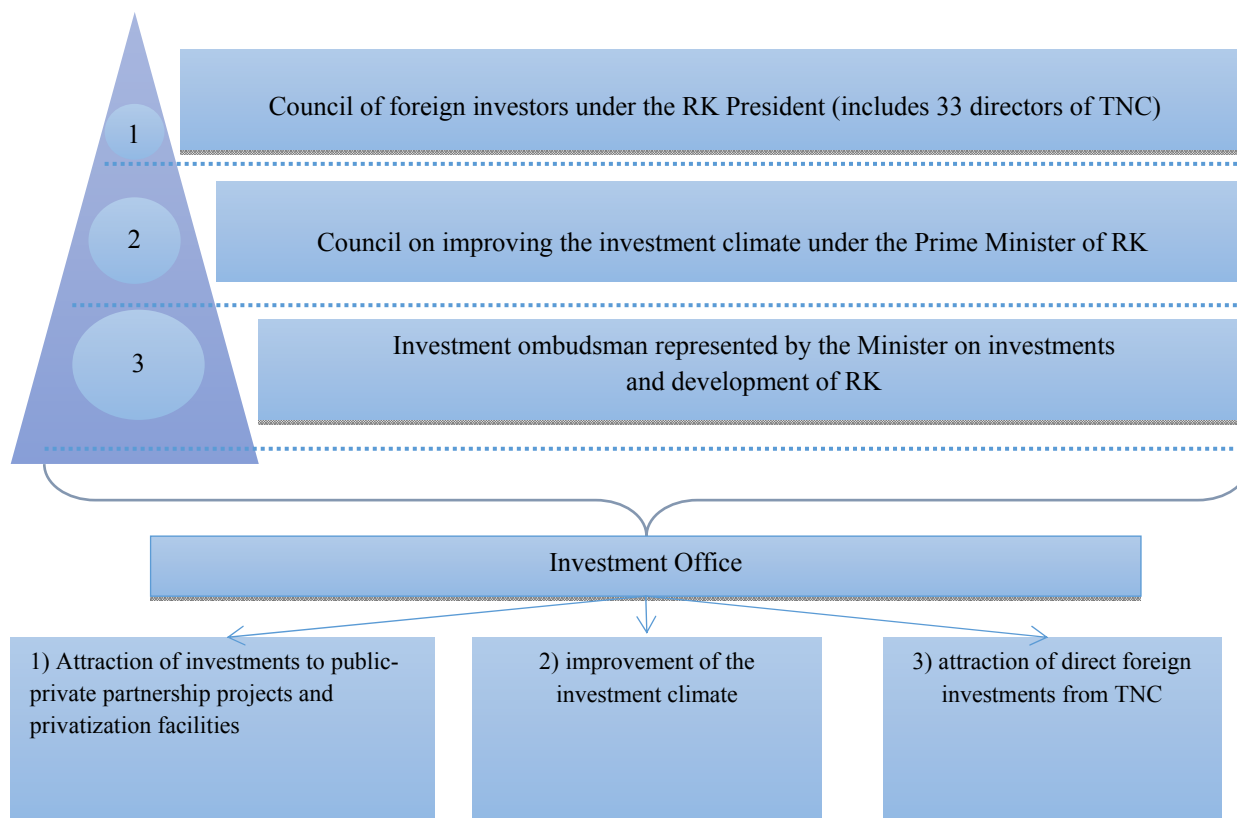 1
Council of foreign investors under the RK President (includes 33 directors of TNC)
2
Council on improving the investment climate under the Prime Minister of RK
3
Investment ombudsman represented by the Minister on investments
and development of RK
Investment Office
1) Attraction of investments to public-
private partnership projects and
privatization facilities
2) improvement of the
investment climate
3) attraction of direct foreign
investments from TNC